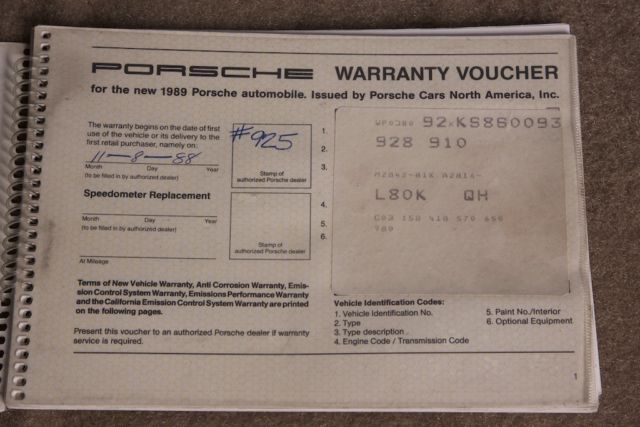 PORSCHE WARRANTY VOUCHER
for the new 1989 Porsche automobile. Issued by Porsche Cars North America, Inc.
The warranty begins on the date of first
use of the vehicle or its delivery to the
first retail purchaser, namely on:
11-8-88
Month Day Year
(to be filled in by authorized dealer)
#925
Stamp of
authorized Porsche dealer
Speedometer Replacement
Month Day Year
(to be filled in by authorized dealer)
At Mileage
Stamp of
authorized Porsche dealer
1.
2.
3.
4.
5.
6.
928 910
L80K QH
Terms of New Vehicle Warranty, Anti Corrosion Warranty, Emis-
sion Control System Warranty, Emissions Performance Warranty
and the California Emission Control System Warranty are printed
on the following pages.
Present this voucher to an authorized Porsche dealer if warranty
service is required.
Vehicle Identification Codes:
1. Vehicle Identification No.
2. Type
3. Type description
4. Engine Code / Transmission Code
5. Paint No./Interior
6. Optional Equipment
1